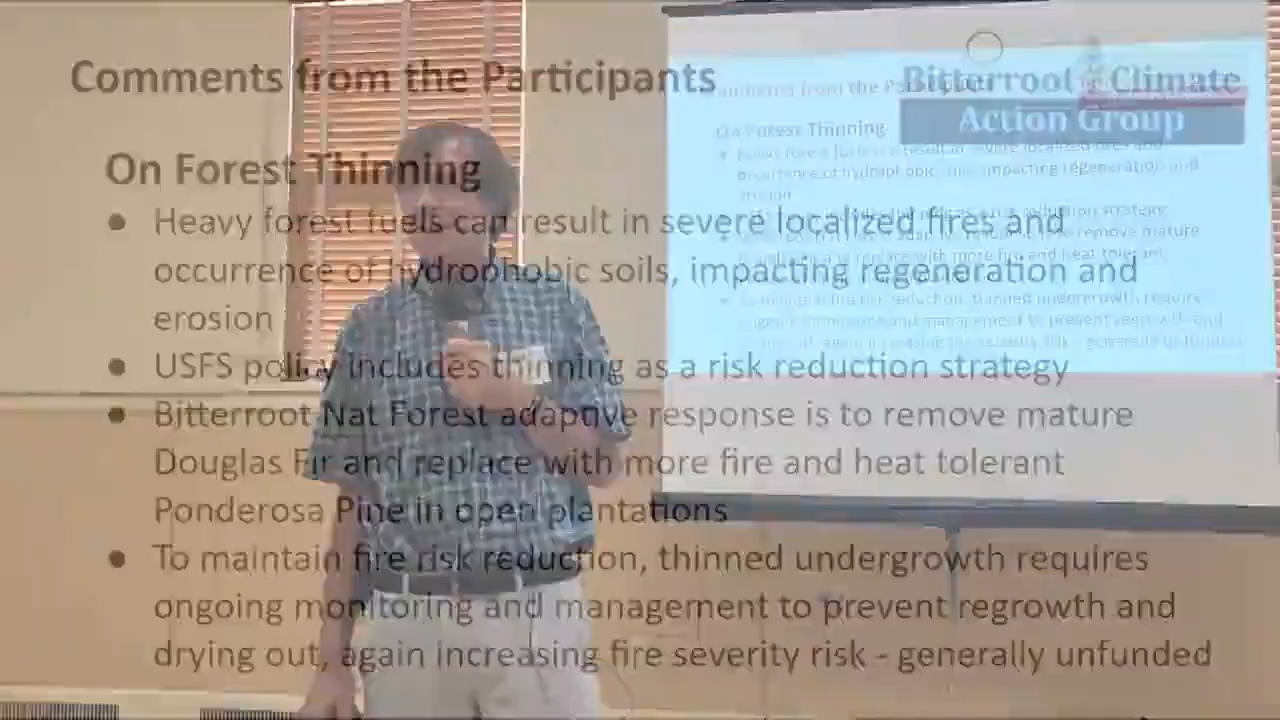 Comments from the Participants
Bitterroot Climate
Action Group
On Forest Thinning
● Heavy forest fuels can result in severe localized fires and
occurrence of hydrophobic soils, impacting regeneration and
erosion
● USFS policy includes thinning as a risk reduction strategy
● Bitterroot Nat Forest adaptive response is to remove mature
Douglas Fir and replace with more fire and heat tolerant
Ponderosa Pine in open plantations
● To maintain fire risk reduction, thinned undergrowth requires
ongoing monitoring and management to prevent regrowth and
drying out, again increasing fire severity risk - generally unfunded
On Forest Thinning